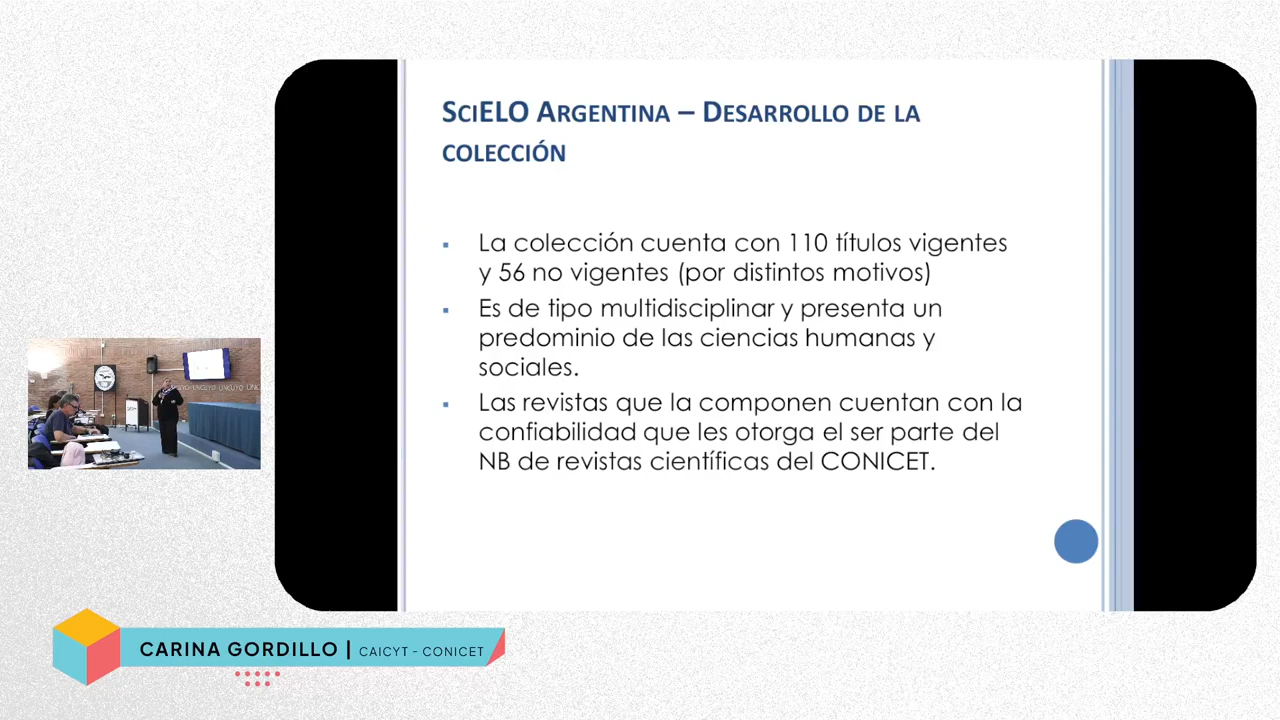 SciELO Argentina – Desarrollo de la
colección
▪ La colección cuenta con 110 títulos vigentes
y 56 no vigentes (por distintos motivos)
▪ Es de tipo multidisciplinar y presenta un
predominio de las ciencias humanas y
sociales.
▪ Las revistas que la componen cuentan con la
confiabilidad que les otorga el ser parte del
NB de revistas científicas del CONICET.
CARINA GORDILLO | CAICYT - CONICET